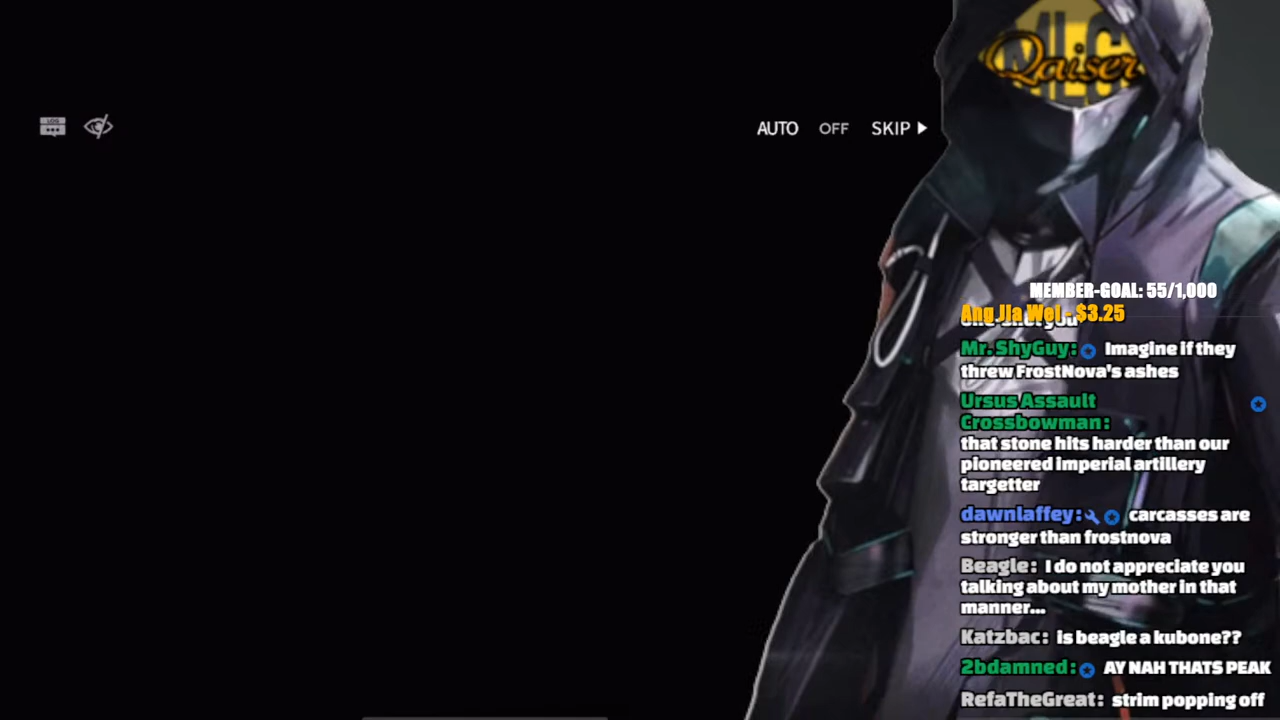 MLG
Qaiser
LOG
AUTO OFF SKIP
MEMBER-GOAL: 55/1,000
Ang Jia Wei - $3.25
Mr. ShyGuy: Imagine if they
threw FrostNova's ashes
Ursus Assault
Crossbowman:
that stone hits harder than our
pioneered imperial artillery
targetter
dawnlaffey: carcasses are
stronger than frostnova
Beagle: I do not appreciate you
talking about my mother in that
manner...
Katzbac: is beagle a kubone??
2bdamned: AY NAH THATS PEAK
RefaTheGreat: strim popping off